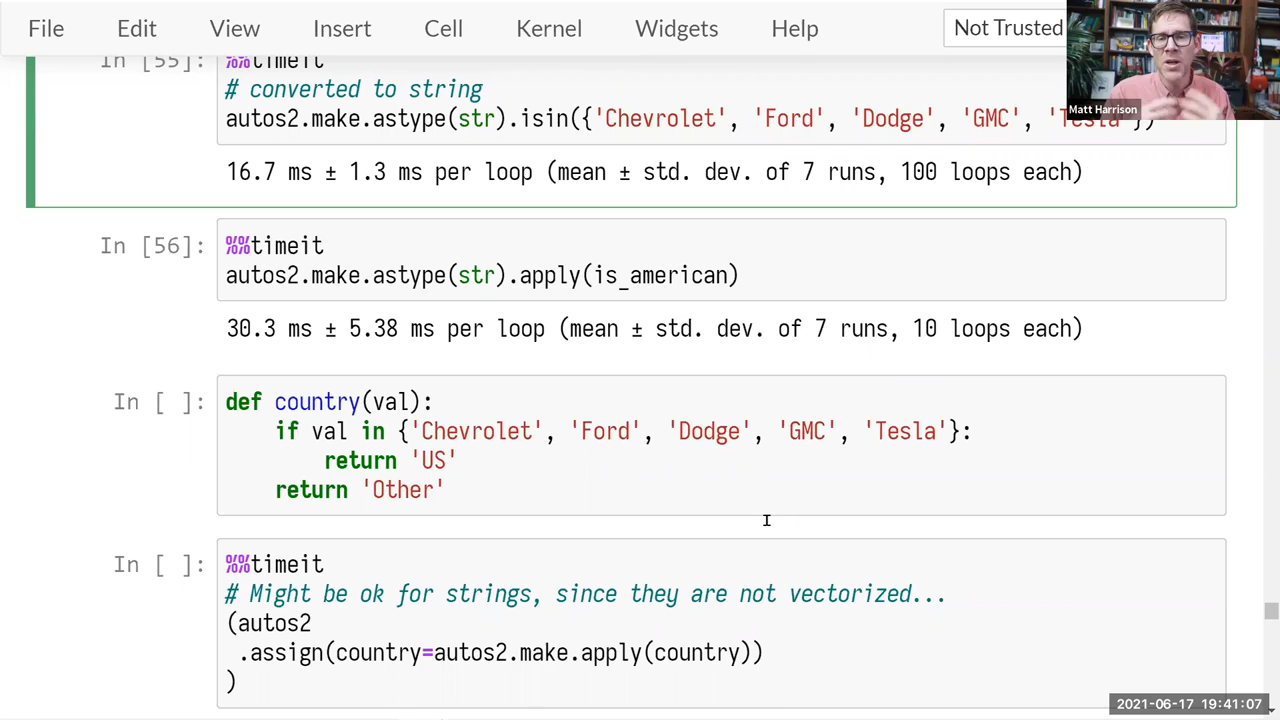 File Edit View Insert Cell Kernel Widgets Help Not Trusted
Matt Harrison
In [55]: %%timeit
# converted to string
autos2.make.astype(str).isin({'Chevrolet', 'Ford', 'Dodge', 'GMC', 'Tesla'})
16.7 ms ± 1.3 ms per loop (mean ± std. dev. of 7 runs, 100 loops each)
In [56]: %%timeit
autos2.make.astype(str).apply(is_american)
30.3 ms ± 5.38 ms per loop (mean ± std. dev. of 7 runs, 10 loops each)
In [ ]: def country(val):
if val in {'Chevrolet', 'Ford', 'Dodge', 'GMC', 'Tesla'}:
return 'US'
return 'Other'
In [ ]: %%timeit
# Might be ok for strings, since they are not vectorized...
(autos2
.assign(country=autos2.make.apply(country))
)
2021-06-17 19:41:07